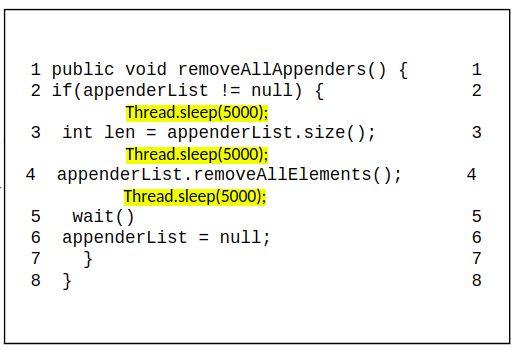 1 public void removeAllAppenders() { 1
2 if(appenderList != null) { 2
Thread.sleep(5000);
3 int len = appenderList.size(); 3
Thread.sleep(5000);
4 appenderList.removeAllElements(); 4
Thread.sleep(5000);
5 wait() 5
6 appenderList = null; 6
7 } 7
8 } 8